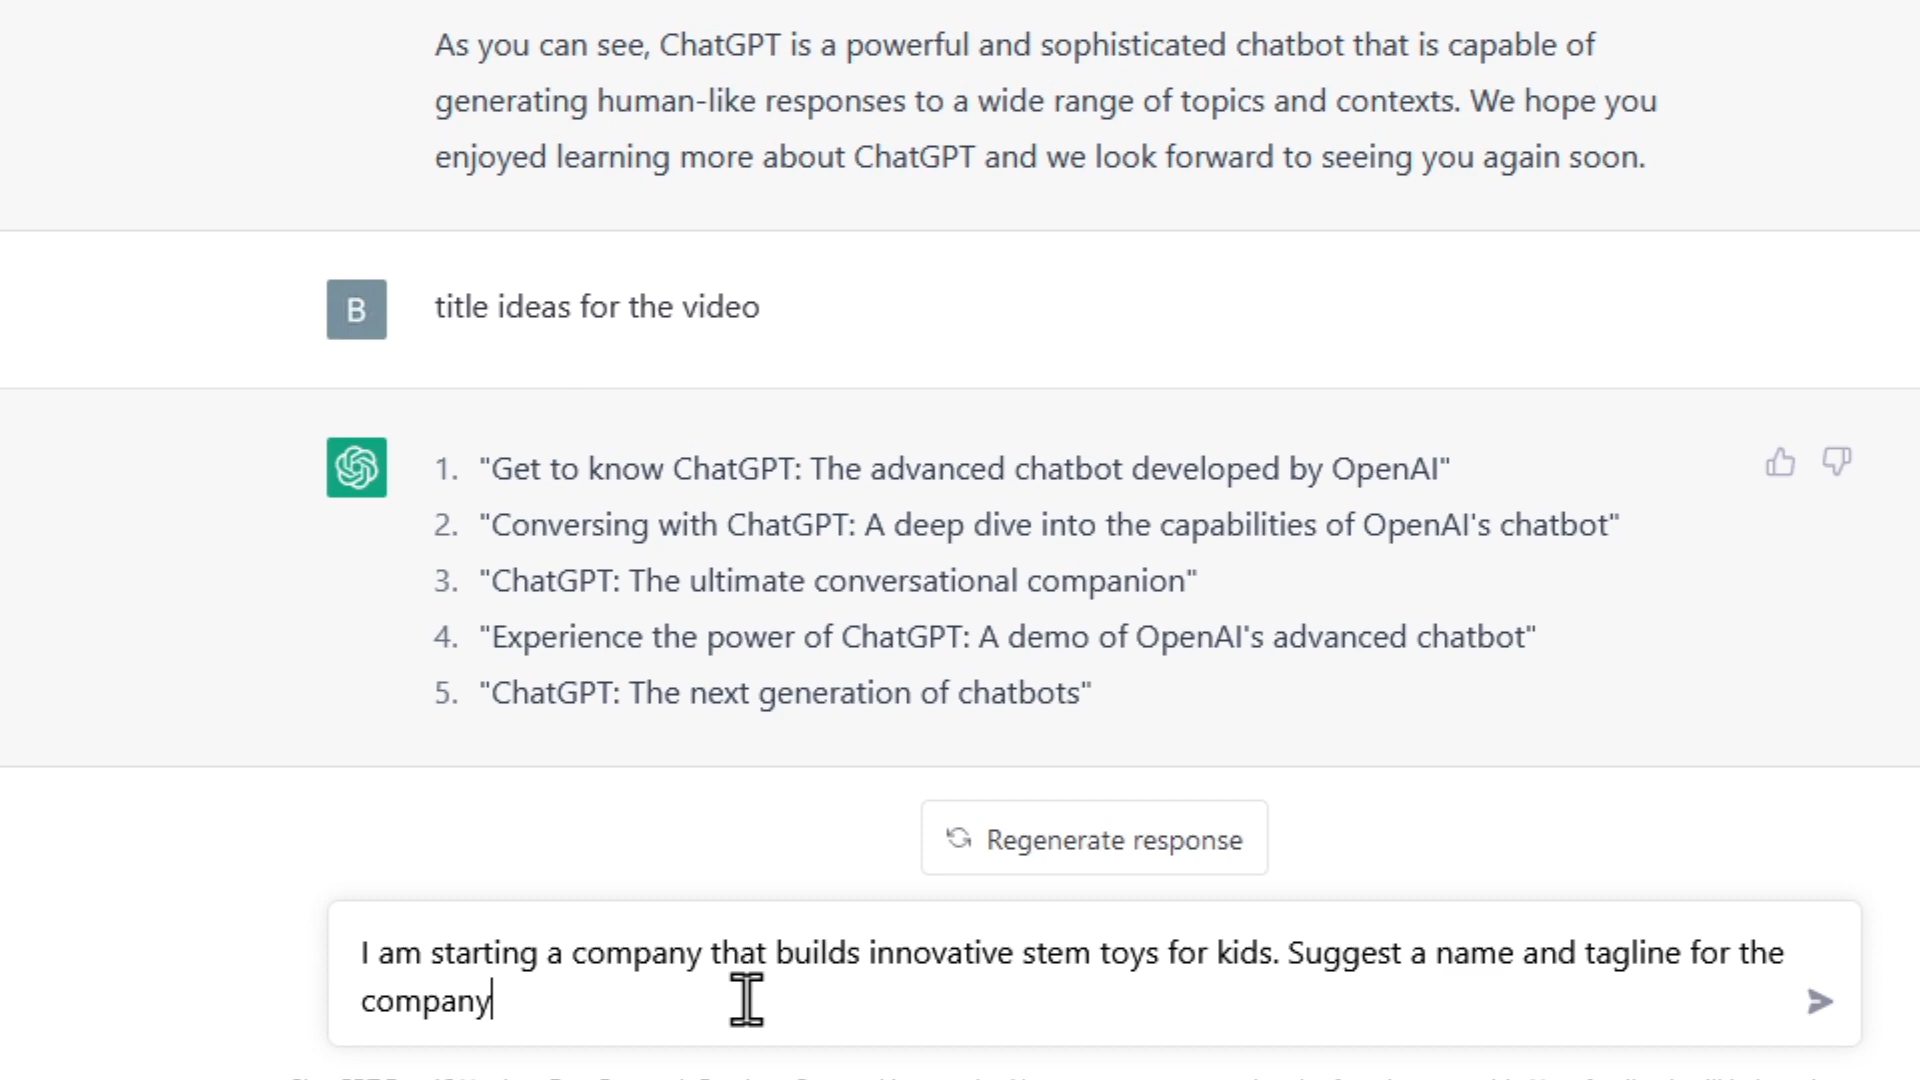 As you can see, ChatGPT is a powerful and sophisticated chatbot that is capable of
generating human-like responses to a wide range of topics and contexts. We hope you
enjoyed learning more about ChatGPT and we look forward to seeing you again soon.
B
title ideas for the video
1. "Get to know ChatGPT: The advanced chatbot developed by OpenAI"
2. "Conversing with ChatGPT: A deep dive into the capabilities of OpenAI's chatbot"
3. "ChatGPT: The ultimate conversational companion"
4. "Experience the power of ChatGPT: A demo of OpenAI's advanced chatbot"
5. "ChatGPT: The next generation of chatbots"
Regenerate response
I am starting a company that builds innovative stem toys for kids. Suggest a name and tagline for the
company